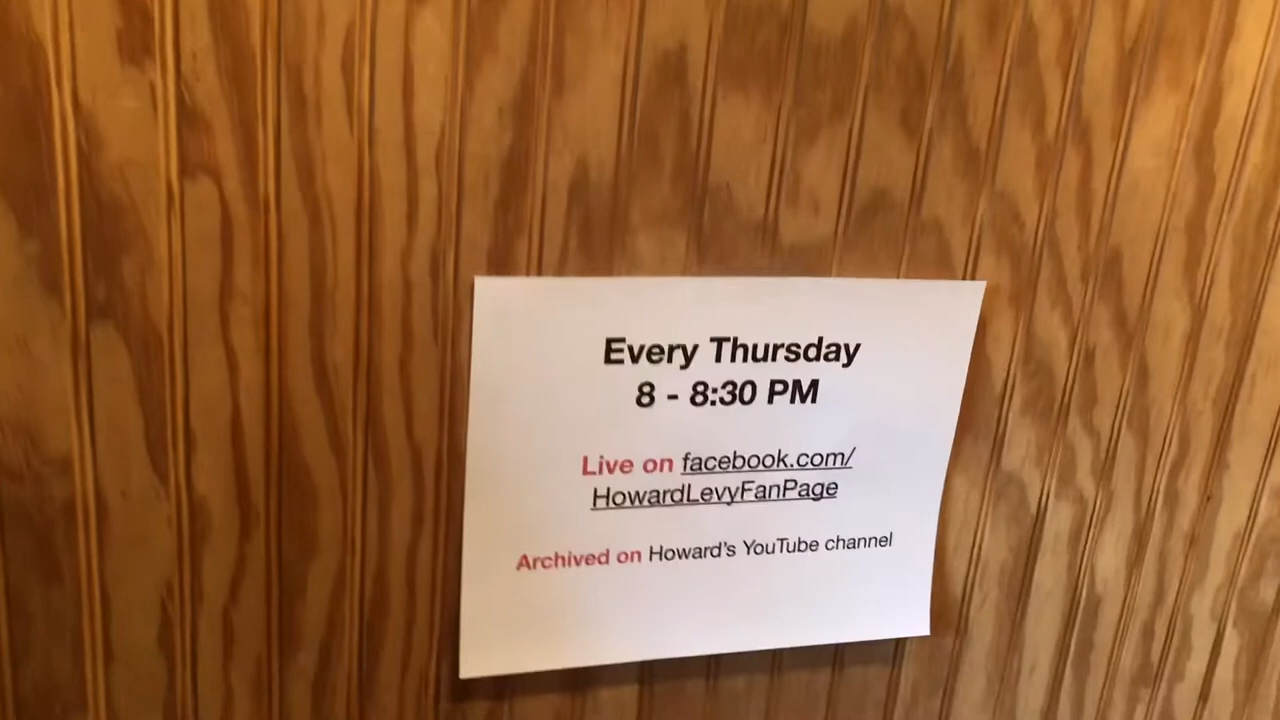 Every Thursday
8 - 8:30 PM
Live on facebook.com/
HowardLevyFanPage
Archived on Howard's YouTube channel